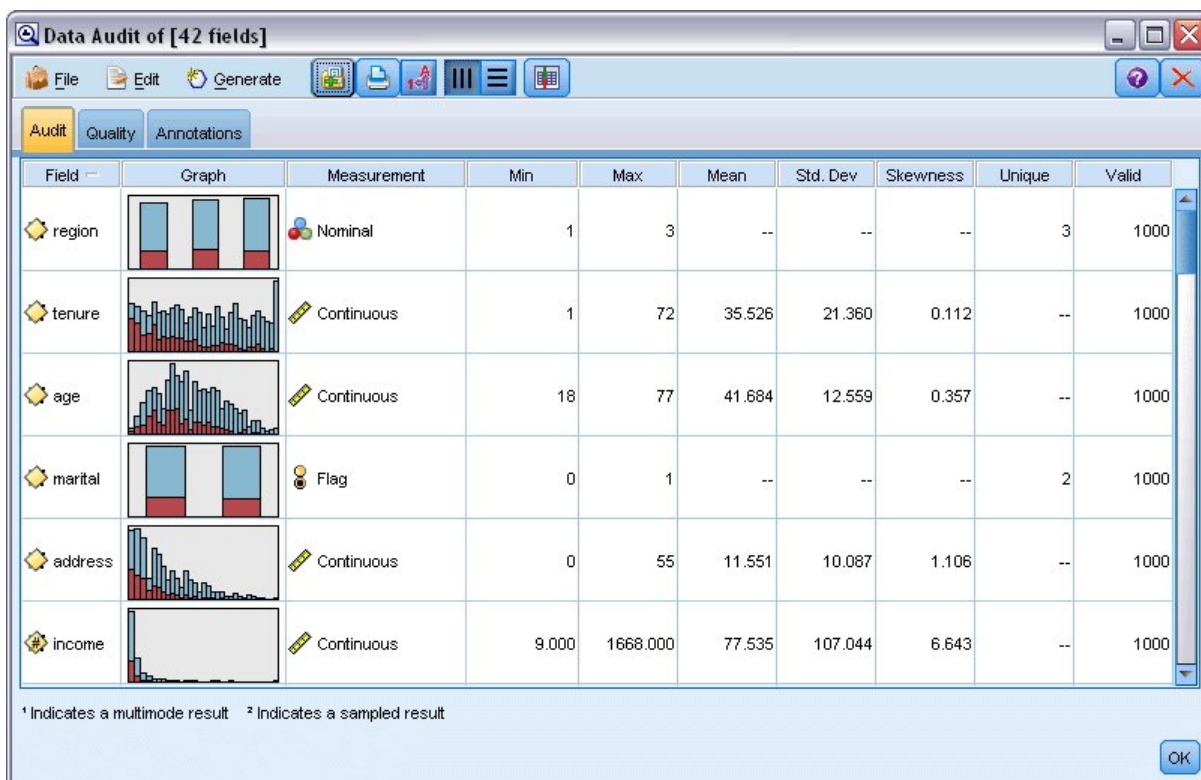 Data Audit of [42 fields]
File Edit Generate
Audit Quality Annotations
Field Graph Measurement Min Max Mean Std. Dev Skewness Unique Valid
region Nominal 1 3 -- -- -- 3 1000
tenure Continuous 1 72 35.526 21.360 0.112 -- 1000
age Continuous 18 77 41.684 12.559 0.357 -- 1000
marital Flag 0 1 -- -- -- 2 1000
address Continuous 0 55 11.551 10.087 1.106 -- 1000
# income Continuous 9.000 1668.000 77.535 107.044 6.643 -- 1000
¹ Indicates a multimode result ² Indicates a sampled result
OK